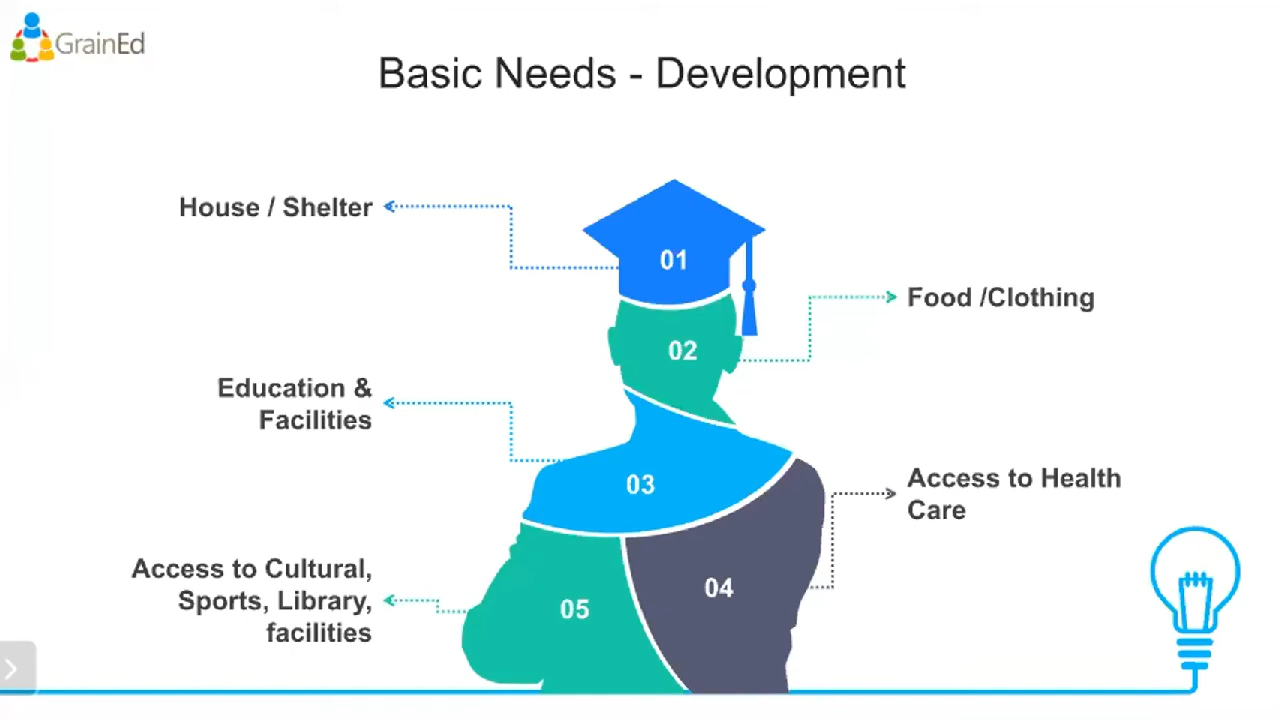 GrainEd
Basic Needs - Development
House / Shelter
01
Food /Clothing
02
Education &
Facilities
03
Access to Health
Care
04
Access to Cultural,
Sports, Library,
facilities
05